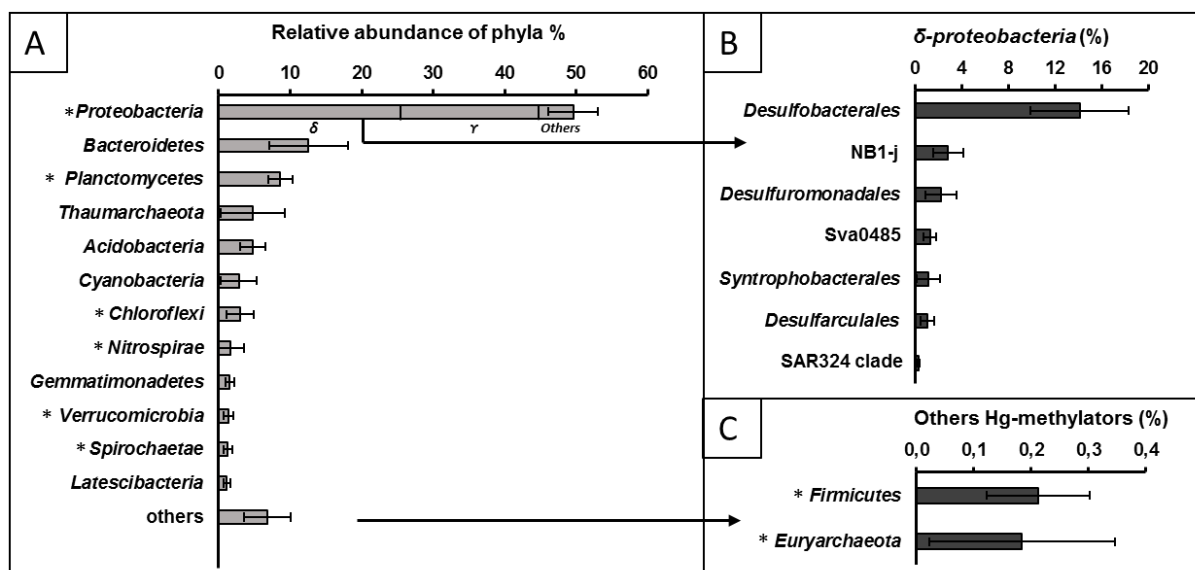 A
Relative abundance of phyla %
0 10 20 30 40 50 60
* Proteobacteria
δ γ Others
Bacteroidetes
* Planctomycetes
Thaumarchaeota
Acidobacteria
Cyanobacteria
* Chloroflexi
* Nitrospirae
Gemmatimonadetes
* Verrucomicrobia
* Spirochaetae
Latescibacteria
others
B
δ-proteobacteria (%)
0 4 8 12 16 20
Desulfobacterales
NB1-j
Desulfuromonadales
Sva0485
Syntrophobacterales
Desulfarculales
SAR324 clade
C
Others Hg-methylators (%)
0,0 0,1 0,2 0,3 0,4
* Firmicutes
* Euryarchaeota